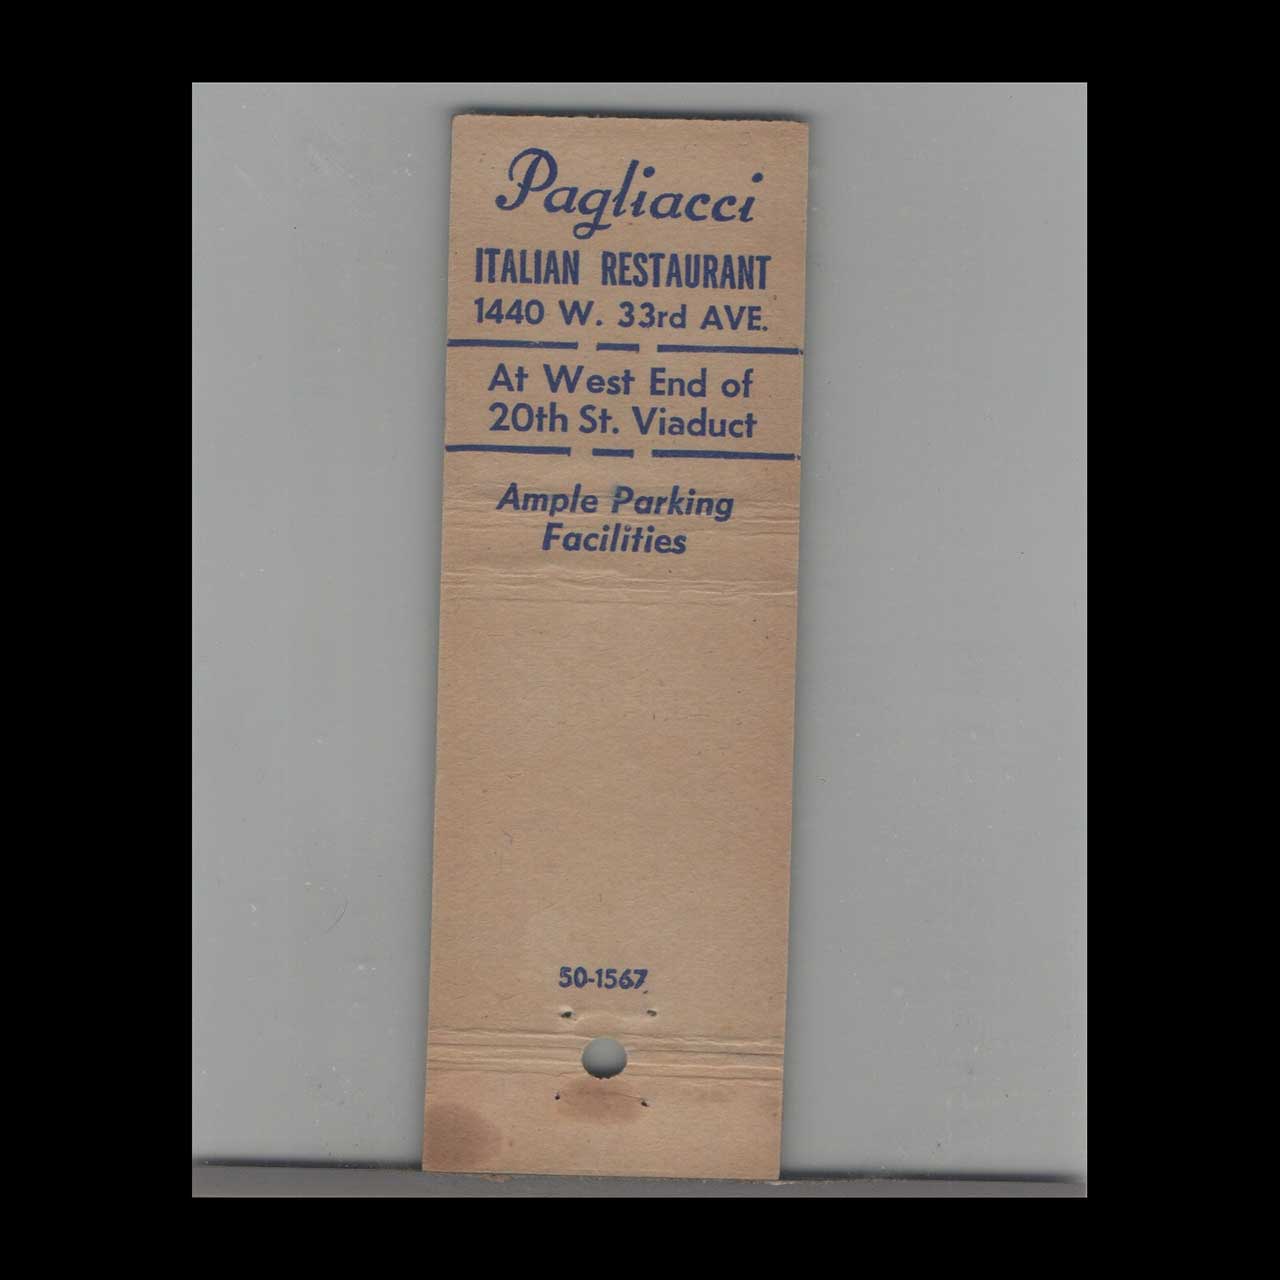 Pagliacci
ITALIAN RESTAURANT
1440 W. 33rd AVE.
At West End of
20th St. Viaduct
Ample Parking
Facilities
50-1567